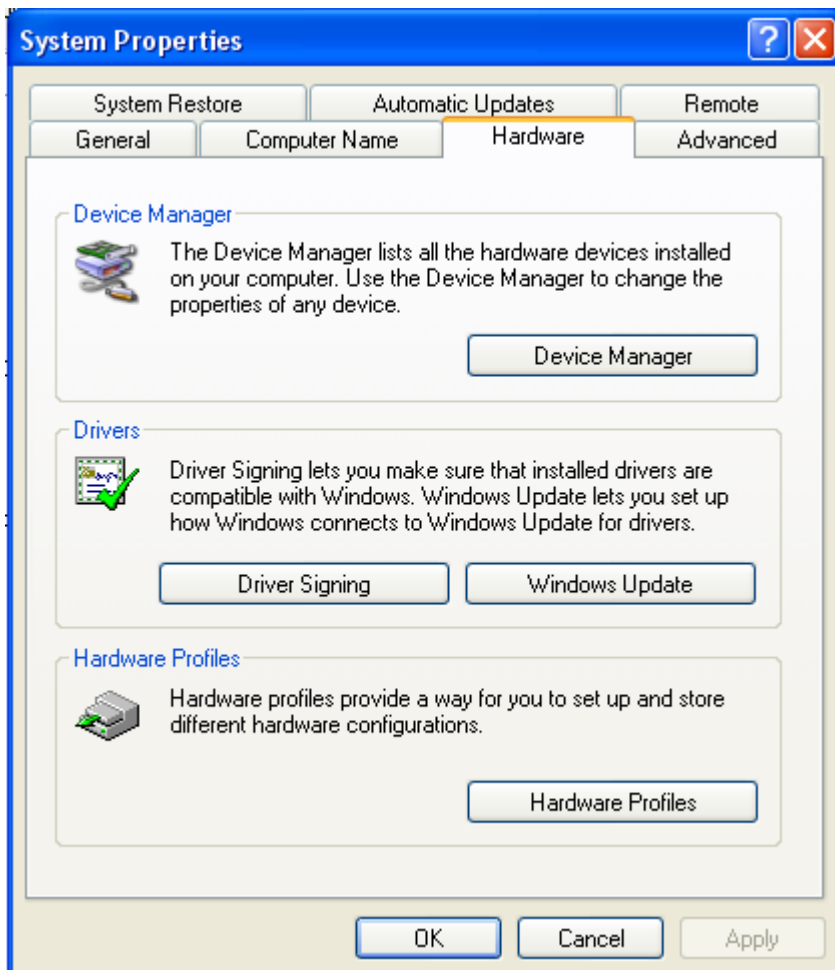 System Properties
System Restore
Automatic Updates
Remote
General
Computer Name
Hardware
Advanced
Device Manager
The Device Manager lists all the hardware devices installed
on your computer. Use the Device Manager to change the
properties of any device.
Device Manager
Drivers
Driver Signing lets you make sure that installed drivers are
compatible with Windows. Windows Update lets you set up
how Windows connects to Windows Update for drivers.
Driver Signing
Windows Update
Hardware Profiles
Hardware profiles provide a way for you to set up and store
different hardware configurations.
Hardware Profiles
OK
Cancel
Apply